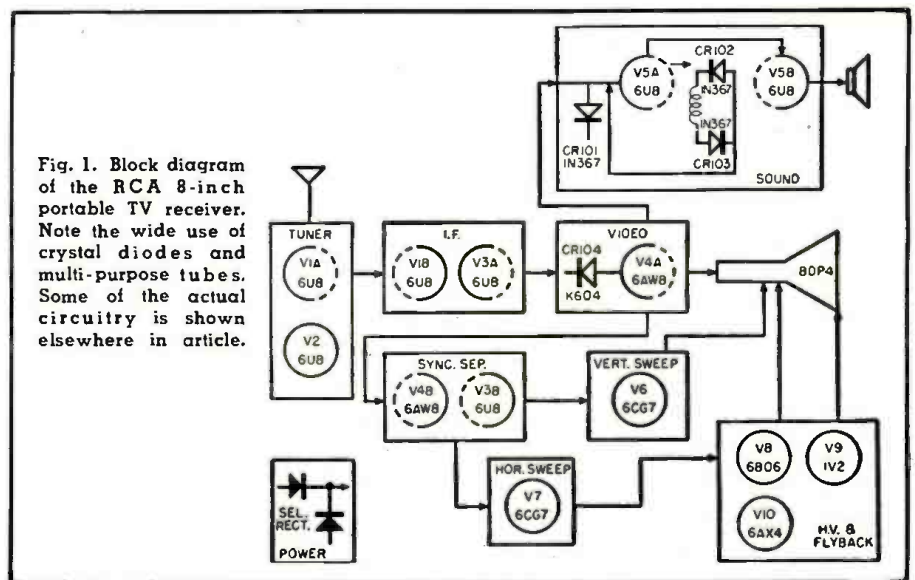 Fig. 1. Block diagram
of the RCA 8-inch
portable TV receiver.
Note the wide use of
crystal diodes and
multi-purpose tubes.
Some of the actual
circuitry is shown
elsewhere in article.
V5A
6U8
CR102
IN367
IN367
CR103
V5B
6U8
CR101
IN367
SOUND
TUNER
V1A
6U8
V2
6U8
I.F.
V1B
6U8
V3A
6U8
VIDEO
CR104
K604
V4A
6AW8
8DP4
SYNC. SEP.
V4B
6AW8
V3B
6U8
VERT. SWEEP
V6
6CG7
HOR. SWEEP
V7
6CG7
V8
6BQ6
V9
1V2
V10
6AX4
H.V. &
FLYBACK
SEL.
RECT.
POWER